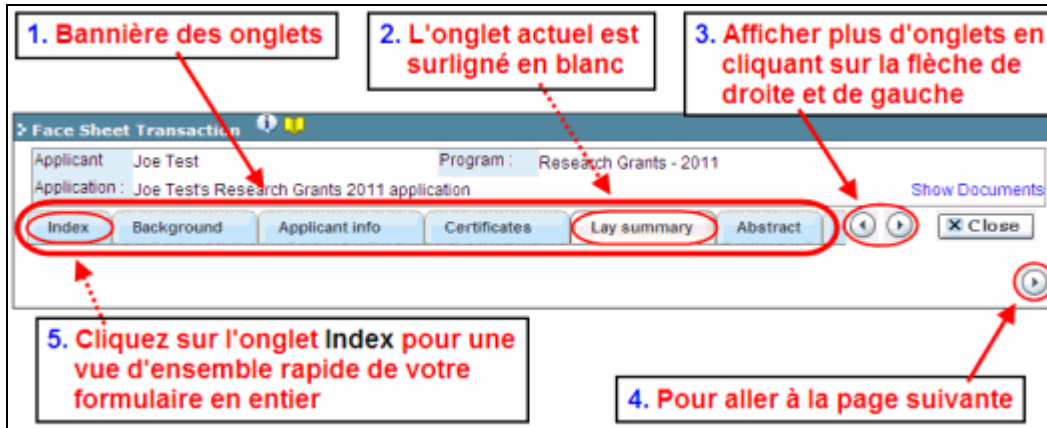 1. Bannière des onglets
2. L'onglet actuel est
surligné en blanc
3. Afficher plus d'onglets en
cliquant sur la flèche de
droite et de gauche
Face Sheet Transaction
Applicant Joe Test Program : Research Grants - 2011
Application : Joe Test's Research Grants 2011 application
Show Documents
Index Background Applicant info Certificates Lay summary Abstract X Close
5. Cliquez sur l'onglet Index pour une
vue d'ensemble rapide de votre
formulaire en entier
4. Pour aller à la page suivante